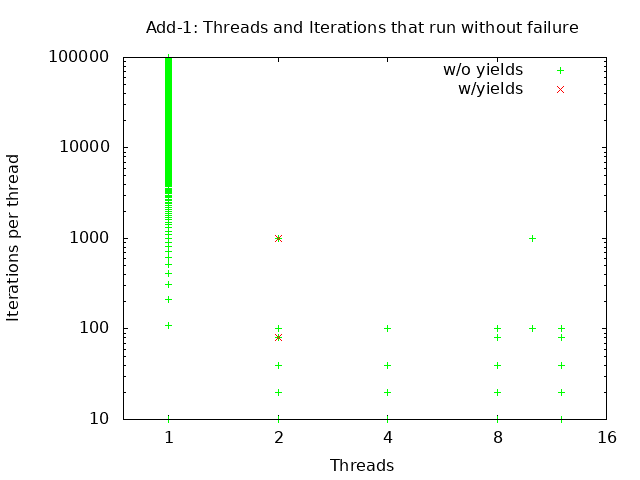 Add-1: Threads and Iterations that run without failure
w/o yields
w/yields
Iterations per thread
100000
10000
1000
100
10
1 2 4 8 16
Threads